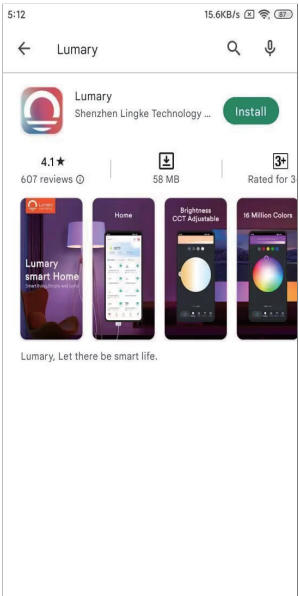 5:12
15.6KB/s 87
Lumary
Lumary
Shenzhen Lingke Technology ...
Install
4.1★
607 reviews
58 MB
3+
Rated for 3
Lumary
smart Home
Home
Brightness
CCT Adjustable
16 Million Colors
Lumary, Let there be smart life.